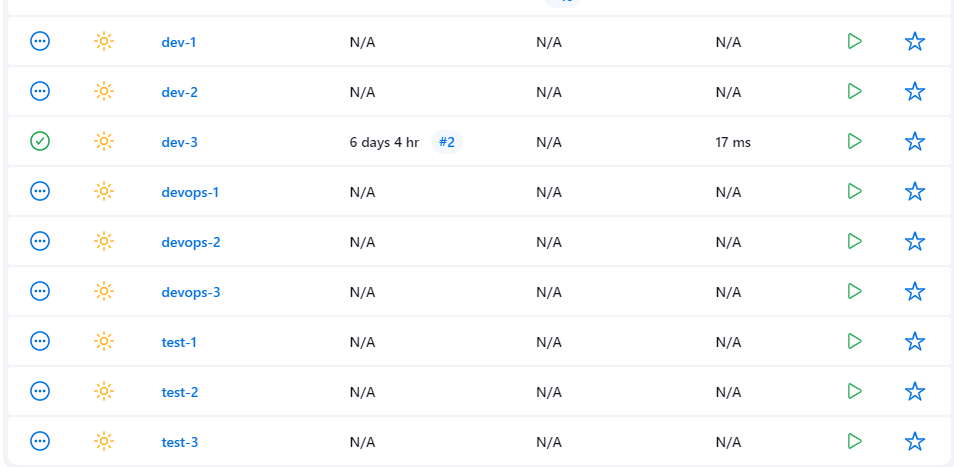 dev-1 N/A N/A N/A
dev-2 N/A N/A N/A
dev-3 6 days 4 hr #2 N/A 17 ms
devops-1 N/A N/A N/A
devops-2 N/A N/A N/A
devops-3 N/A N/A N/A
test-1 N/A N/A N/A
test-2 N/A N/A N/A
test-3 N/A N/A N/A